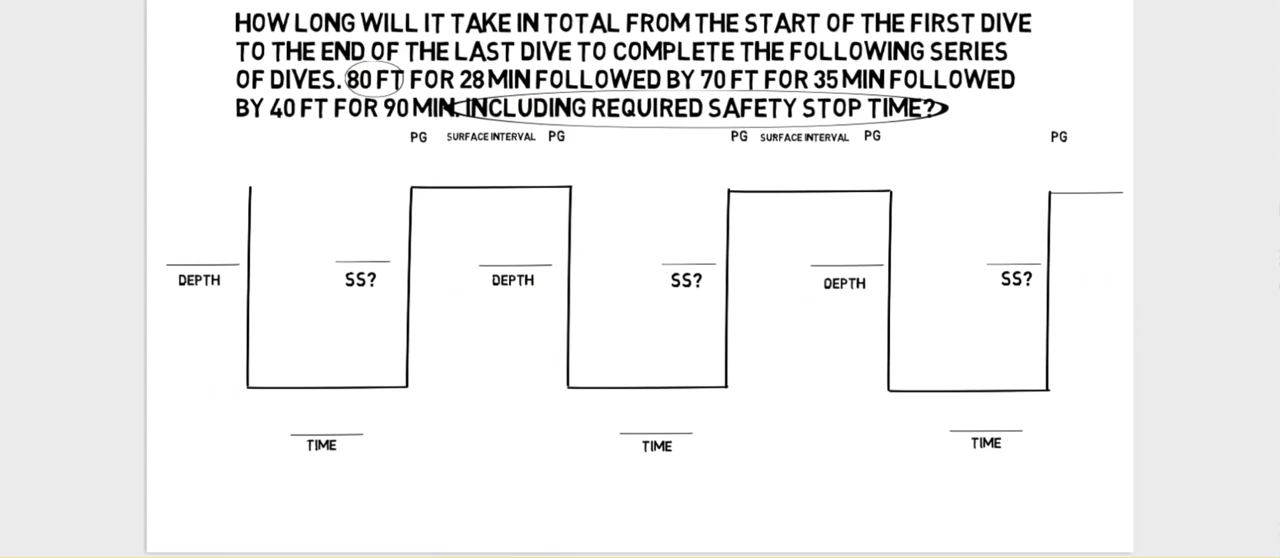 HOW LONG WILL IT TAKE IN TOTAL FROM THE START OF THE FIRST DIVE
TO THE END OF THE LAST DIVE TO COMPLETE THE FOLLOWING SERIES
OF DIVES. 80 FT FOR 28 MIN FOLLOWED BY 70 FT FOR 35 MIN FOLLOWED
BY 40 FT FOR 90 MIN. INCLUDING REQUIRED SAFETY STOP TIME?
PG SURFACE INTERVAL PG PG SURFACE INTERVAL PG PG
DEPTH SS? DEPTH SS? DEPTH SS?
TIME TIME TIME